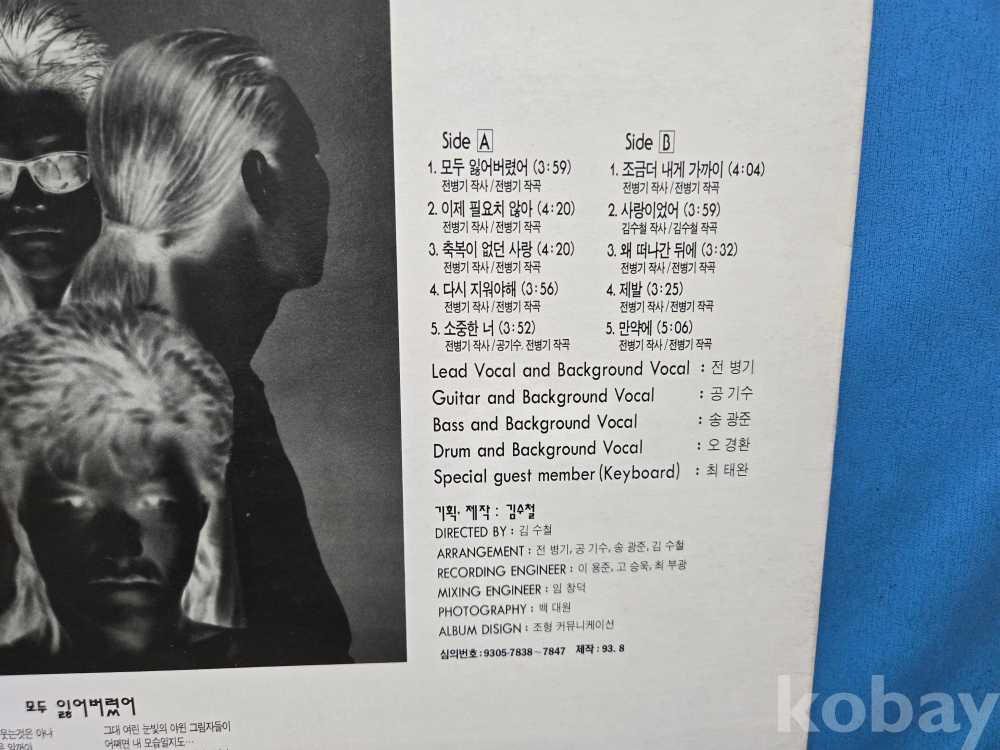 Side A
1. 모두 잃어버렸어 (3:59)
전병기 작사/전병기 작곡
2. 이제 필요치 않아 (4:20)
전병기 작사/전병기 작곡
3. 축복이 없던 사랑 (4:20)
전병기 작사/전병기 작곡
4. 다시 지워야해 (3:56)
전병기 작사/전병기 작곡
5. 소중한 너 (3:52)
전병기 작사/공기수. 전병기 작곡
Side B
1. 조금더 내게 가까이 (4:04)
전병기 작사/전병기 작곡
2. 사랑이었어 (3:59)
김수철 작사/김수철 작곡
3. 왜 떠나간 뒤에 (3:32)
전병기 작사/전병기 작곡
4. 제발 (3:25)
전병기 작사/전병기 작곡
5. 만약에 (5:06)
전병기 작사/전병기 작곡
Lead Vocal and Background Vocal : 전 병기
Guitar and Background Vocal : 공 기수
Bass and Background Vocal : 송 광준
Drum and Background Vocal : 오 경환
Special guest member (Keyboard) : 최 태완
기획·제작 : 김수철
DIRECTED BY : 김 수철
ARRANGEMENT : 전 병기, 공 기수, 송 광준, 김 수철
RECORDING ENGINEER : 이 용준, 고 승욱, 최 부광
MIXING ENGINEER : 임 창덕
PHOTOGRAPHY : 백 대원
ALBUM DISIGN : 조형 커뮤니케이션
심의번호 : 9305-7838~7847 제작 : 93. 8
모두 잃어버렸어
웃는것은 아냐
그대 여린 눈빛의 야윈 그림자들이
어쩌면 내 모습일지도…
kobay